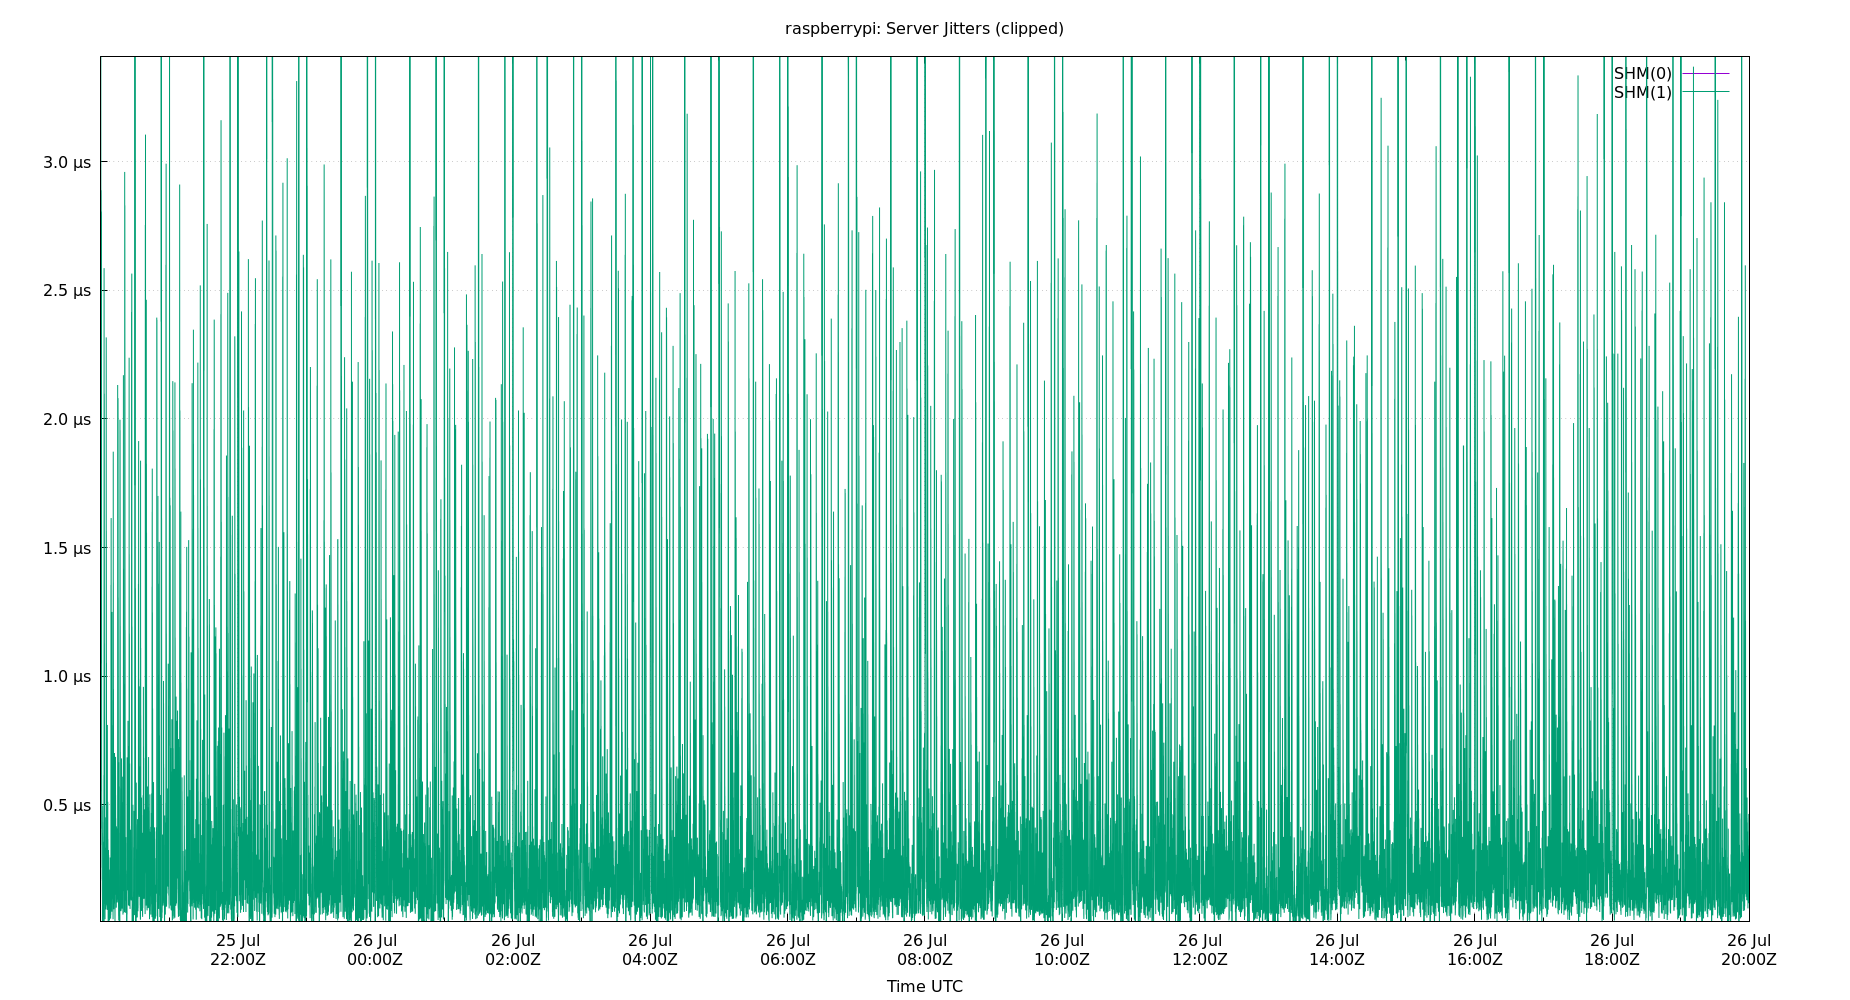 raspberrypi: Server Jitters (clipped)
SHM(0)
SHM(1)
3.0 µs
2.5 µs
2.0 µs
1.5 µs
1.0 µs
0.5 µs
25 Jul 26 Jul 26 Jul 26 Jul 26 Jul 26 Jul 26 Jul 26 Jul 26 Jul 26 Jul 26 Jul 26 Jul
22:00Z 00:00Z 02:00Z 04:00Z 06:00Z 08:00Z 10:00Z 12:00Z 14:00Z 16:00Z 18:00Z 20:00Z
Time UTC